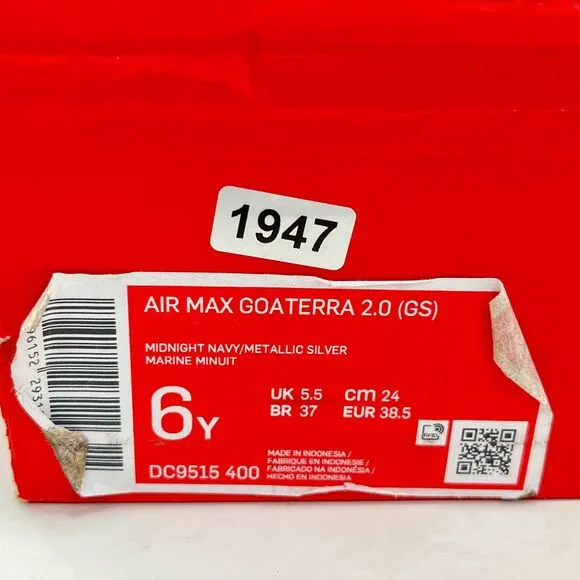 1947
AIR MAX GOATERRA 2.0 (GS)
MIDNIGHT NAVY/METALLIC SILVER
MARINE MINUIT
6Y
UK 5.5 cm 24
BR 37 EUR 38.5
DC9515 400
MADE IN INDONESIA /
FABRIQUE EN INDONESIE /
FABRICADO NA INDONÉSIA /
HECHO EN INDONESIA
RFID